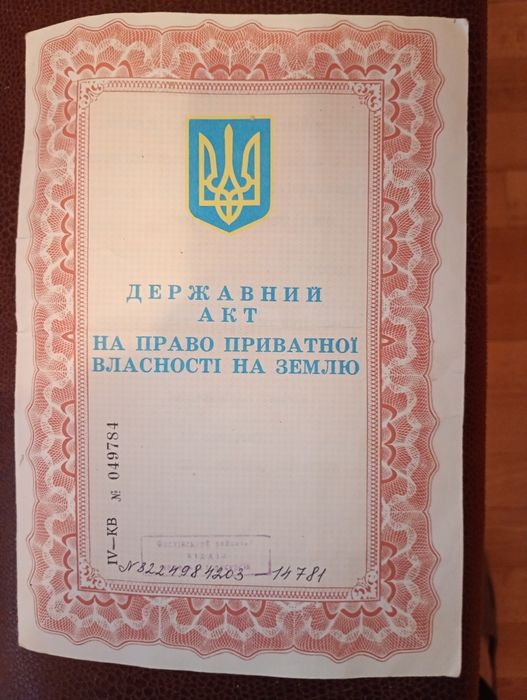 ДЕРЖАВНИЙ
АКТ
НА ПРАВО ПРИВАТНОЇ
ВЛАСНОСТІ НА ЗЕМЛЮ
IV—КВ № 049784
N 3224984203 — 14781